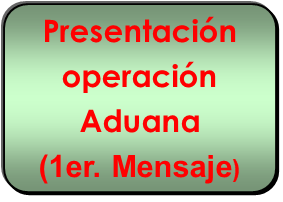 Presentación
operación
Aduana
(1er. Mensaje)